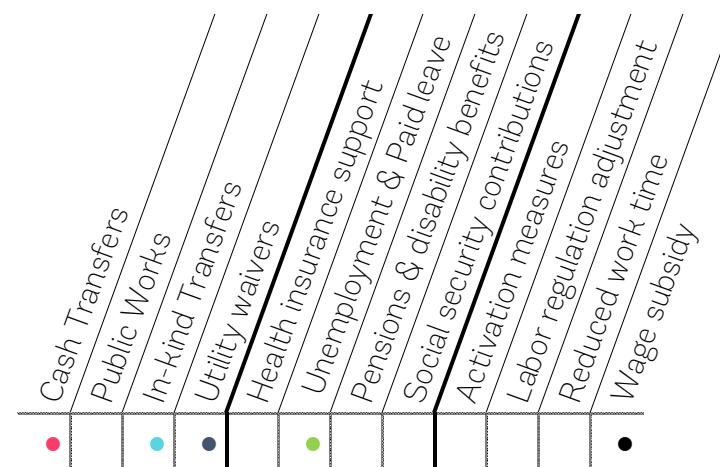 Cash Transfers
Public Works
In-kind Transfers
Utility waivers
Health insurance support
Unemployment & Paid leave
Pensions & disability benefits
Social security contributions
Activation measures
Labor regulation adjustment
Reduced work time
Wage subsidy